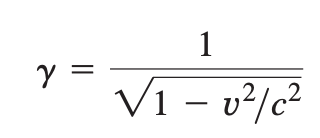 γ = 1 / √(1 − v²/c²)